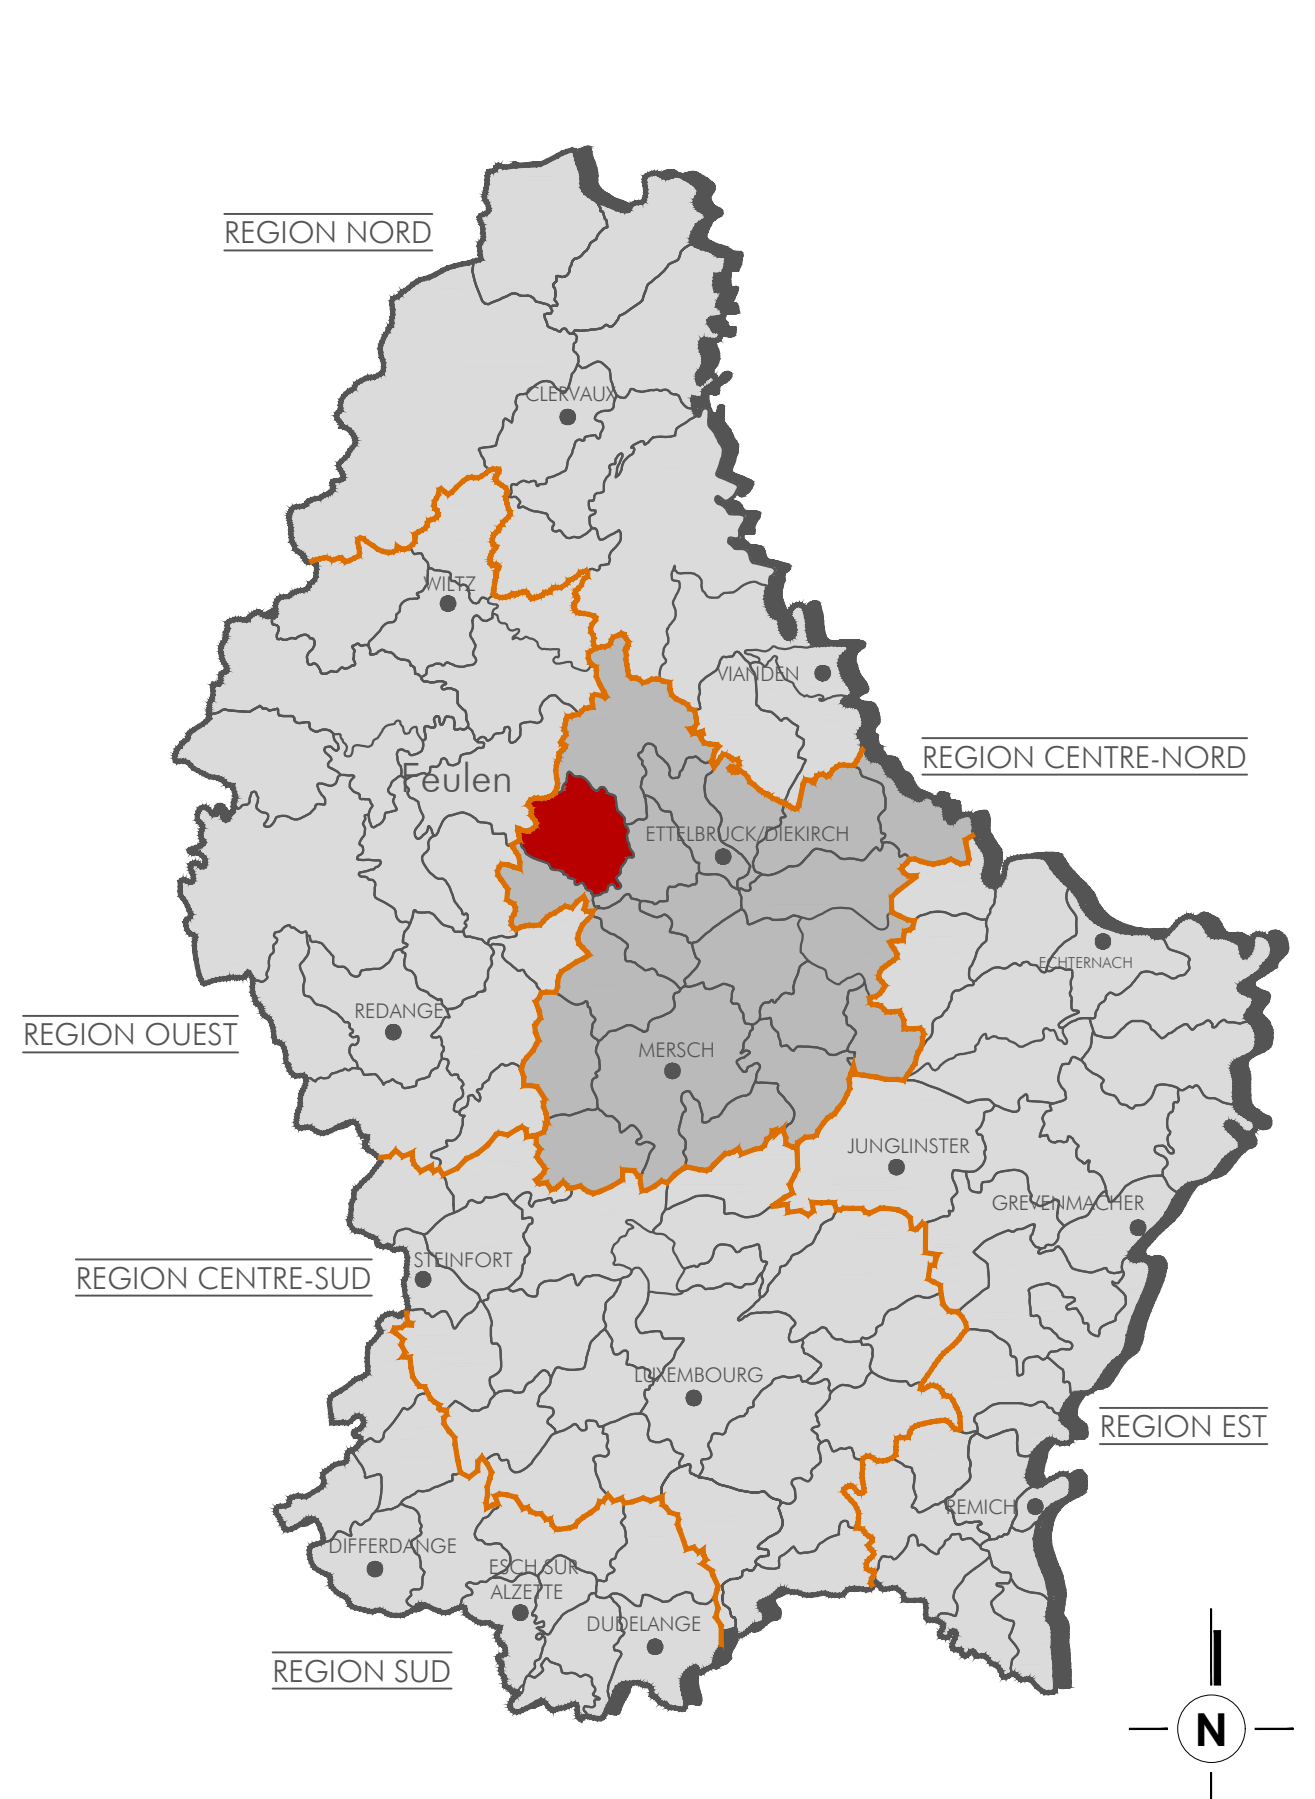 REGION NORD
CLERVAUX
WILTZ
VIANDEN
REGION CENTRE-NORD
Feulen
ETTELBRUCK/DIEKIRCH
ECHTERNACH
REDANGE
REGION OUEST
MERSCH
JUNGLINSTER
GREVENMACHER
STEINFORT
REGION CENTRE-SUD
LUXEMBOURG
REGION EST
REMICH
DIFFERDANGE
ESCH SUR
ALZETTE
DUDELANGE
REGION SUD
N